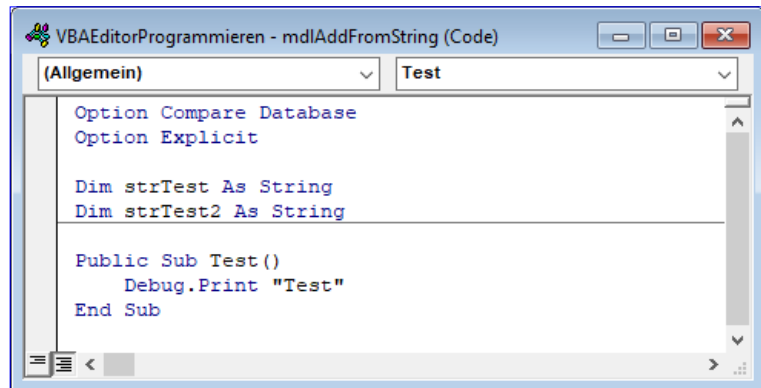 VBAEditorProgrammieren - mdlAddFromString (Code)
(Allgemein)
Test
Option Compare Database
Option Explicit
Dim strTest As String
Dim strTest2 As String
Public Sub Test()
Debug.Print "Test"
End Sub